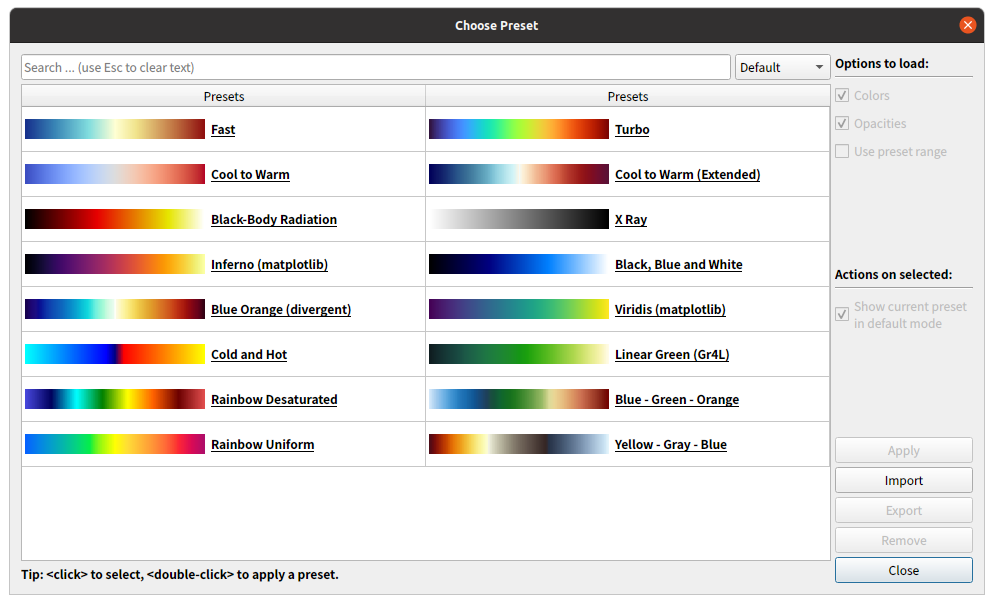 Choose Preset
Search ... (use Esc to clear text)
Default
Options to load:
Presets
Presets
Colors
Fast
Turbo
Opacities
Use preset range
Cool to Warm
Cool to Warm (Extended)
Black-Body Radiation
X Ray
Inferno (matplotlib)
Black, Blue and White
Actions on selected:
Blue Orange (divergent)
Viridis (matplotlib)
Show current preset
in default mode
Cold and Hot
Linear Green (Gr4L)
Rainbow Desaturated
Blue - Green - Orange
Rainbow Uniform
Yellow - Gray - Blue
Apply
Import
Export
Remove
Close
Tip: <click> to select, <double-click> to apply a preset.